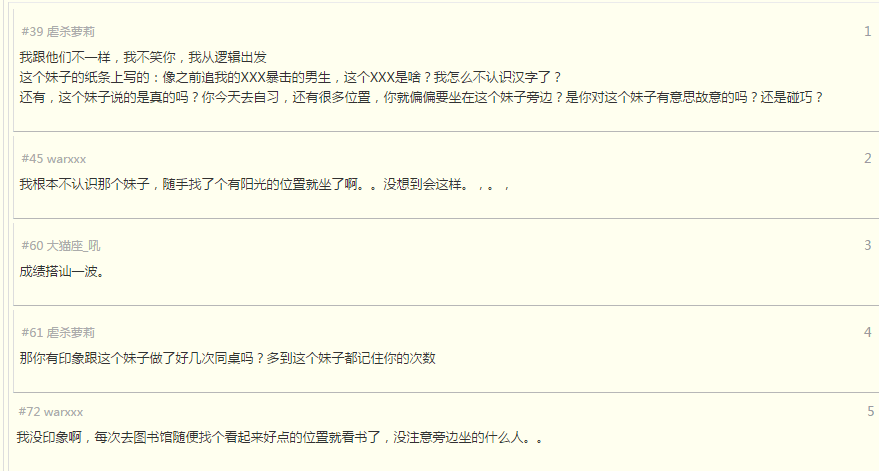 #39 虐杀萝莉 1
我跟他们不一样，我不笑你，我从逻辑出发
这个妹子的纸条上写的：像之前追我的XXX暴击的男生，这个XXX是啥？我怎么不认识汉字了？
还有，这个妹子说的是真的吗？你今天去自习，还有很多位置，你就偏偏要坐在这个妹子旁边？是你对这个妹子有意思故意的吗？还是碰巧？
#45 warxxx 2
我根本不认识那个妹子，随手找了个有阳光的位置就坐了啊。。没想到会这样。，。，
#60 大猫座_吼 3
成绩搭讪一波。
#61 虐杀萝莉 4
那你有印象跟这个妹子做了好几次同桌吗？多到这个妹子都记住你的次数
#72 warxxx 5
我没印象啊，每次去图书馆随便找个看起来好点的位置就看书了，没注意旁边坐的什么人。。